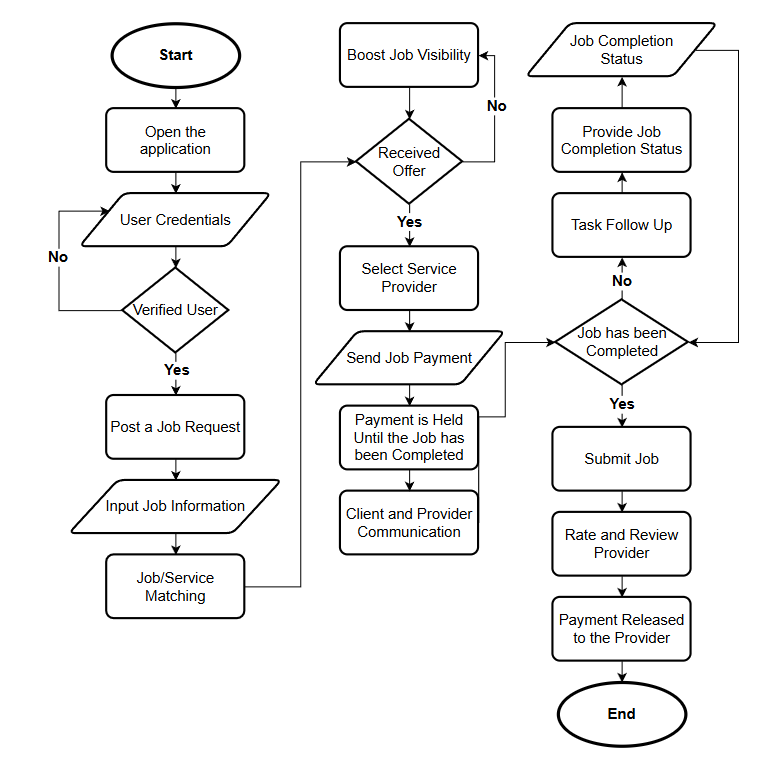 Start
Open the
application
User Credentials
No
Verified User
Yes
Post a Job Request
Input Job Information
Job/Service
Matching
Boost Job Visibility
No
Received
Offer
Yes
Select Service
Provider
Send Job Payment
Payment is Held
Until the Job has
been Completed
Client and Provider
Communication
Job Completion
Status
Provide Job
Completion Status
Task Follow Up
No
Job has been
Completed
Yes
Submit Job
Rate and Review
Provider
Payment Released
to the Provider
End